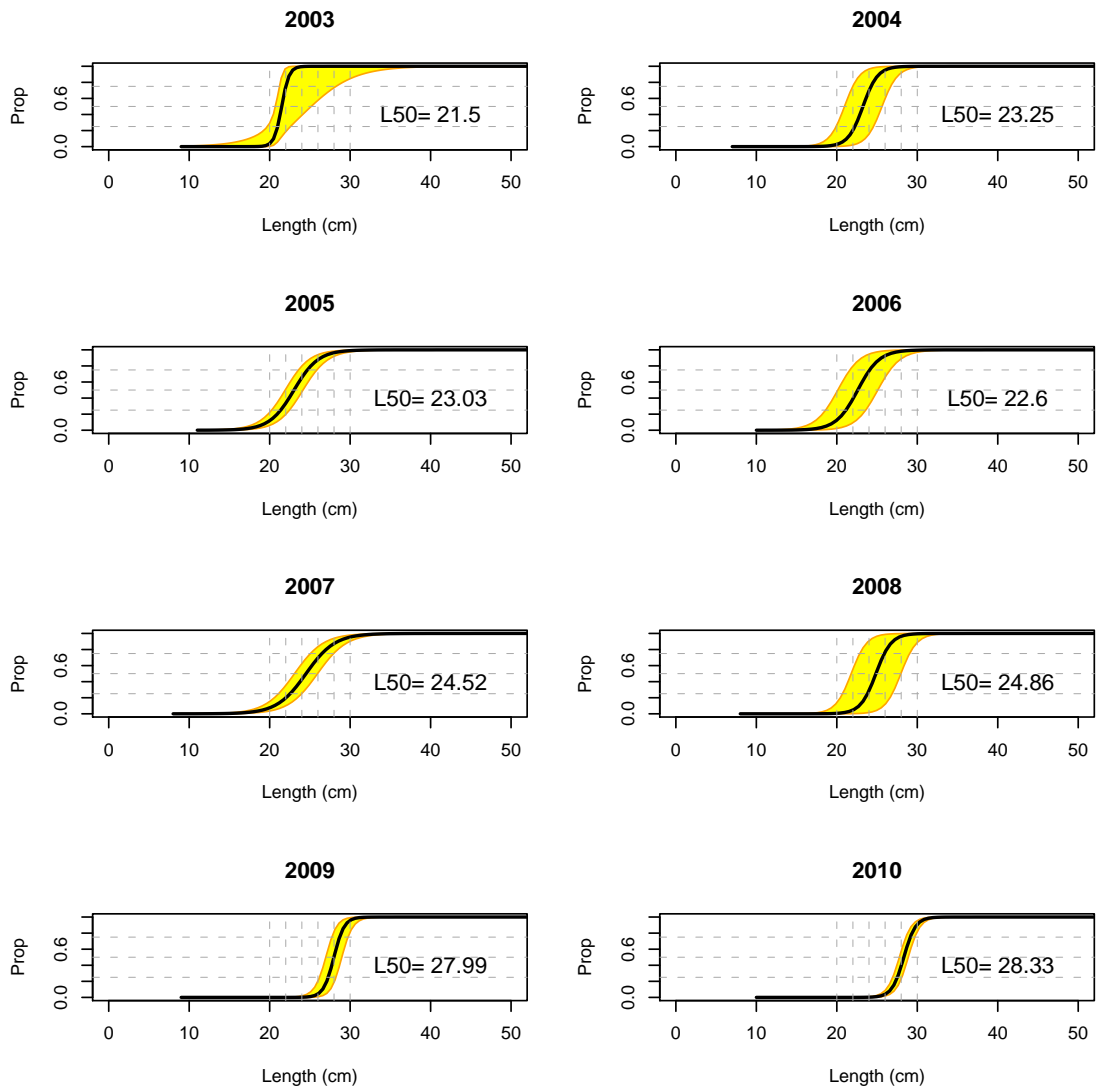 2003
Prop
0.0 0.6
L50= 21.5
0 10 20 30 40 50
Length (cm)
2004
Prop
0.0 0.6
L50= 23.25
0 10 20 30 40 50
Length (cm)
2005
Prop
0.0 0.6
L50= 23.03
0 10 20 30 40 50
Length (cm)
2006
Prop
0.0 0.6
L50= 22.6
0 10 20 30 40 50
Length (cm)
2007
Prop
0.0 0.6
L50= 24.52
0 10 20 30 40 50
Length (cm)
2008
Prop
0.0 0.6
L50= 24.86
0 10 20 30 40 50
Length (cm)
2009
Prop
0.0 0.6
L50= 27.99
0 10 20 30 40 50
Length (cm)
2010
Prop
0.0 0.6
L50= 28.33
0 10 20 30 40 50
Length (cm)